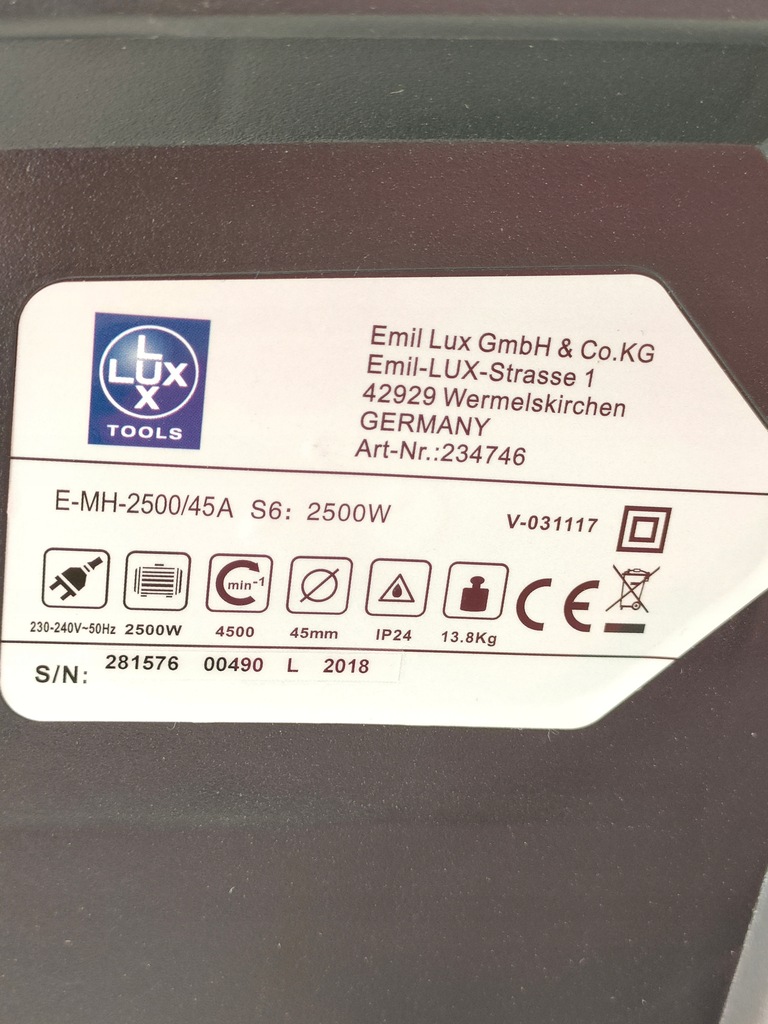 LUX
LUX
TOOLS
Emil Lux GmbH & Co.KG
Emil-LUX-Strasse 1
42929 Wermelskirchen
GERMANY
Art-Nr.:234746
E-MH-2500/45A S6: 2500W
V-031117
min-1
230-240V~50Hz 2500W 4500 45mm IP24 13.8Kg
CE
S/N: 281576 00490 L 2018